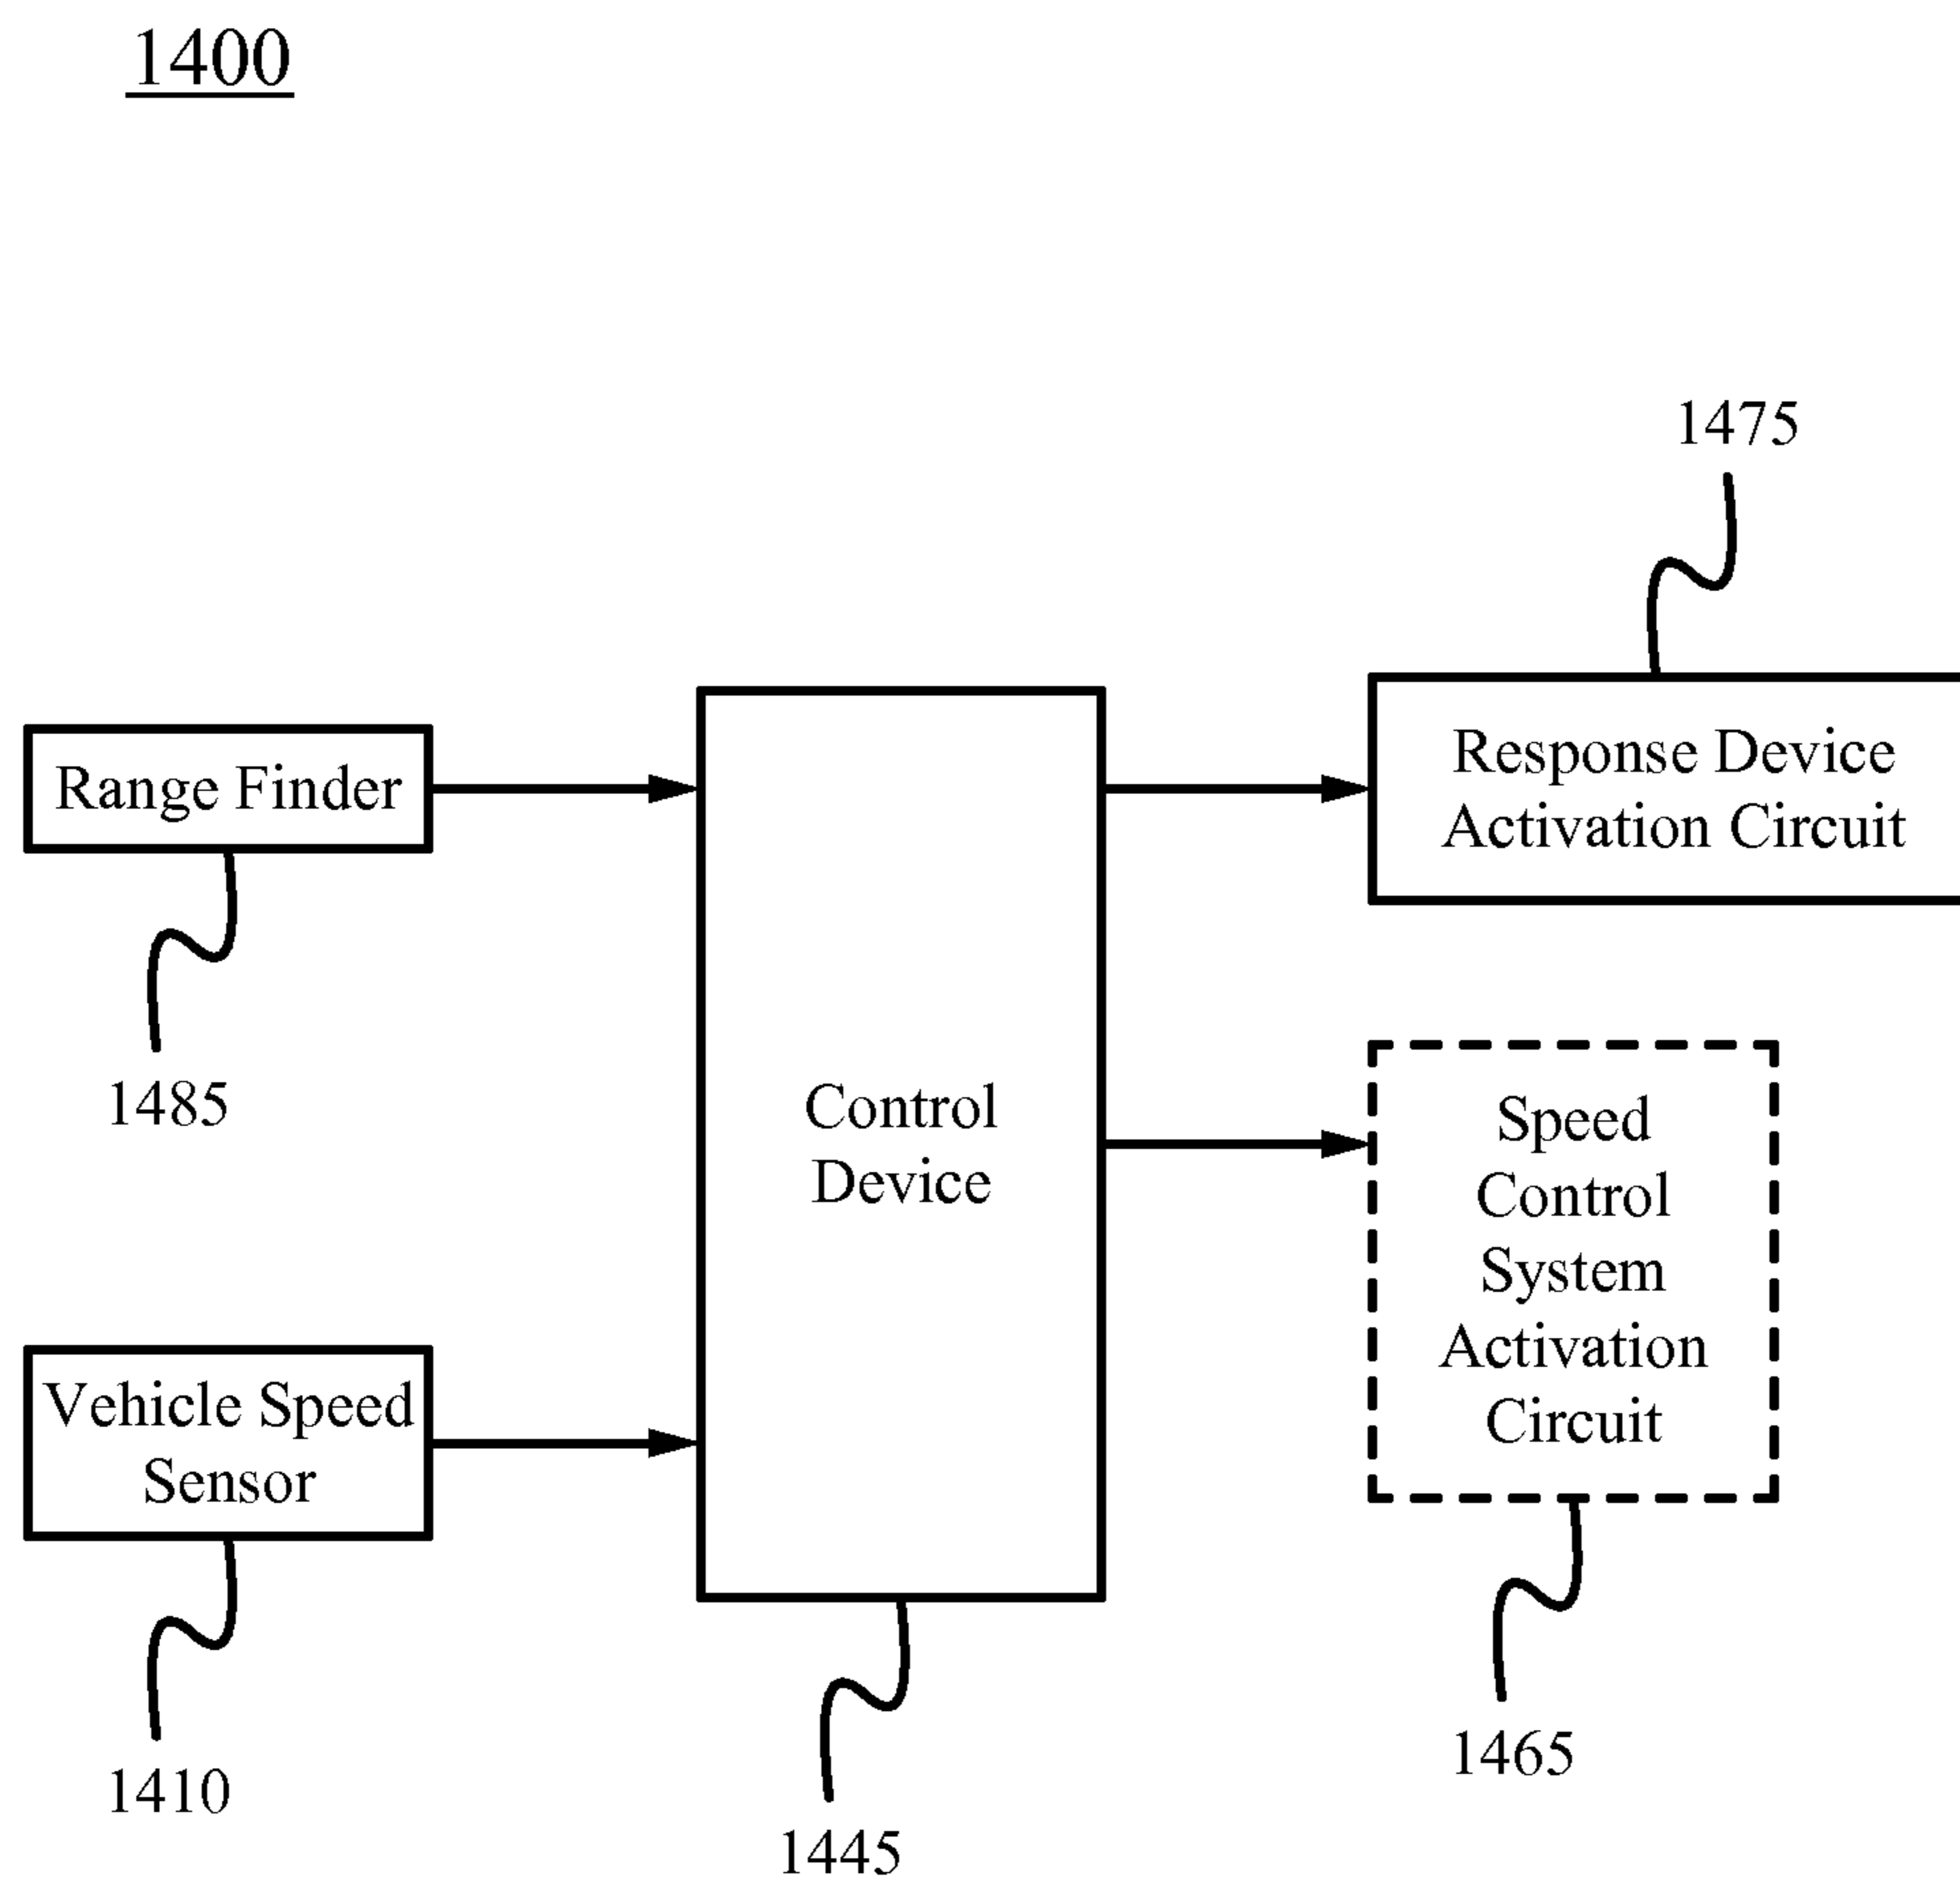 1400
1475
Response Device
Activation Circuit
Range Finder
1485
Control
Device
Speed
Control
System
Activation
Circuit
Vehicle Speed
Sensor
1410
1445
1465